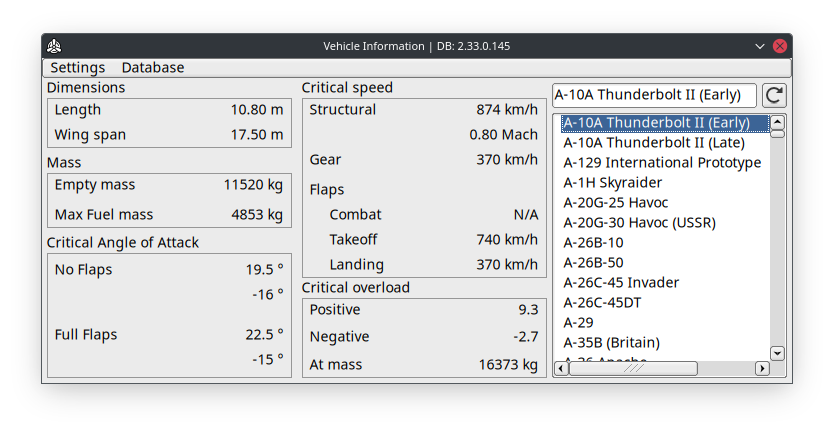 Vehicle Information | DB: 2.33.0.145
Settings Database
Dimensions
Length 10.80 m
Wing span 17.50 m
Mass
Empty mass 11520 kg
Max Fuel mass 4853 kg
Critical Angle of Attack
No Flaps 19.5 °
-16 °
Full Flaps 22.5 °
-15 °
Critical speed
Structural 874 km/h
0.80 Mach
Gear 370 km/h
Flaps
Combat N/A
Takeoff 740 km/h
Landing 370 km/h
Critical overload
Positive 9.3
Negative -2.7
At mass 16373 kg
A-10A Thunderbolt II (Early)
A-10A Thunderbolt II (Early)
A-10A Thunderbolt II (Late)
A-129 International Prototype
A-1H Skyraider
A-20G-25 Havoc
A-20G-30 Havoc (USSR)
A-26B-10
A-26B-50
A-26C-45 Invader
A-26C-45DT
A-29
A-35B (Britain)